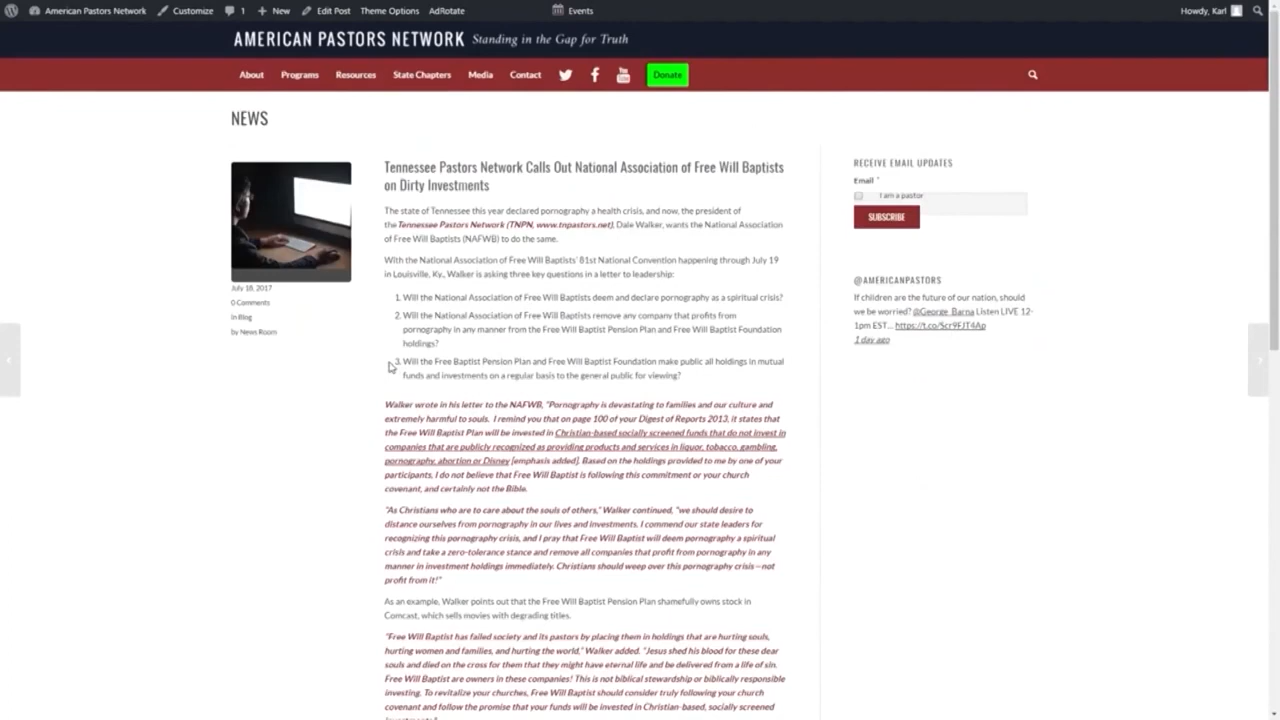 American Pastors Network Customize 1 New Edit Post Theme Options AdRotate Events Howdy, Karl
AMERICAN PASTORS NETWORK Standing in the Gap for Truth
About Programs Resources State Chapters Media Contact Donate
NEWS
Tennessee Pastors Network Calls Out National Association of Free Will Baptists
on Dirty Investments
The state of Tennessee this year declared pornography a health crisis, and now, the president of
the Tennessee Pastors Network (TNPN, www.tnpastors.net), Dale Walker, wants the National Association
of Free Will Baptists (NAFWB) to do the same.
With the National Association of Free Will Baptists' 81st National Convention happening through July 19
in Louisville, Ky., Walker is asking three key questions in a letter to leadership:
1. Will the National Association of Free Will Baptists deem and declare pornography as a spiritual crisis?
2. Will the National Association of Free Will Baptists remove any company that profits from
pornography in any manner from the Free Will Baptist Pension Plan and Free Will Baptist Foundation
holdings?
3. Will the Free Baptist Pension Plan and Free Will Baptist Foundation make public all holdings in mutual
funds and investments on a regular basis to the general public for viewing?
Walker wrote in his letter to the NAFWB, "Pornography is devastating to families and our culture and
extremely harmful to souls. I remind you that on page 100 of your Digest of Reports 2013, it states that
the Free Will Baptist Plan will be invested in Christian-based socially screened funds that do not invest in
companies that are publicly recognized as providing products and services in liquor, tobacco, gambling,
pornography, abortion or Disney [emphasis added]. Based on the holdings provided to me by one of your
participants, I do not believe that Free Will Baptist is following this commitment or your church
covenant, and certainly not the Bible.
"As Christians who are to care about the souls of others," Walker continued, "we should desire to
distance ourselves from pornography in our lives and investments. I commend our state leaders for
recognizing this pornography crisis, and I pray that Free Will Baptist will deem pornography a spiritual
crisis and take a zero-tolerance stance and remove all companies that profit from pornography in any
manner in investment holdings immediately. Christians should weep over this pornography crisis—not
profit from it!"
As an example, Walker points out that the Free Will Baptist Pension Plan shamefully owns stock in
Comcast, which sells movies with degrading titles.
"Free Will Baptist has failed society and its pastors by placing them in holdings that are hurting souls,
hurting women and families, and hurting the world," Walker added. "Jesus shed his blood for these dear
souls and died on the cross for them that they might have eternal life and be delivered from a life of sin.
Free Will Baptist are owners in these companies! This is not biblical stewardship or biblically responsible
investing. To revitalize your churches, Free Will Baptist should consider truly following your church
covenant and follow the promise that your funds will be invested in Christian-based, socially screened
July 18, 2017
0 Comments
in Blog
by News Room
RECEIVE EMAIL UPDATES
Email *
I am a pastor
SUBSCRIBE
@AMERICANPASTORS
If children are the future of our nation, should
we be worried? @George_Barna Listen LIVE 12-
1pm EST... https://t.co/Scr9FJT4Ap
1 day ago